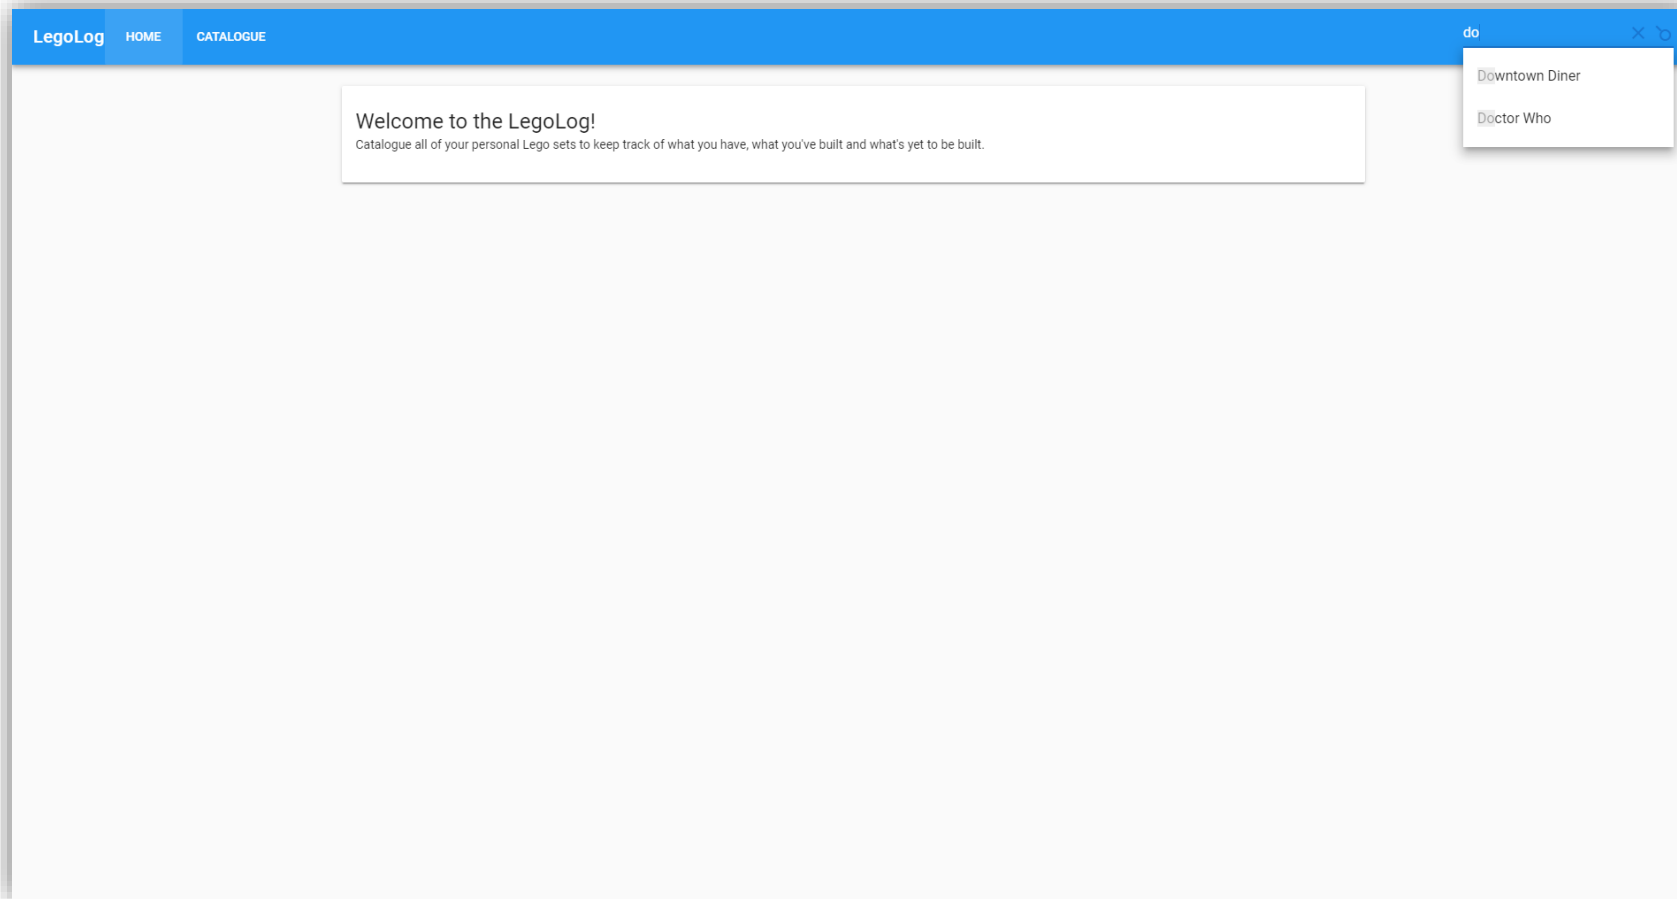 LegoLog HOME CATALOGUE do
Downtown Diner
Doctor Who
Welcome to the LegoLog!
Catalogue all of your personal Lego sets to keep track of what you have, what you've built and what's yet to be built.